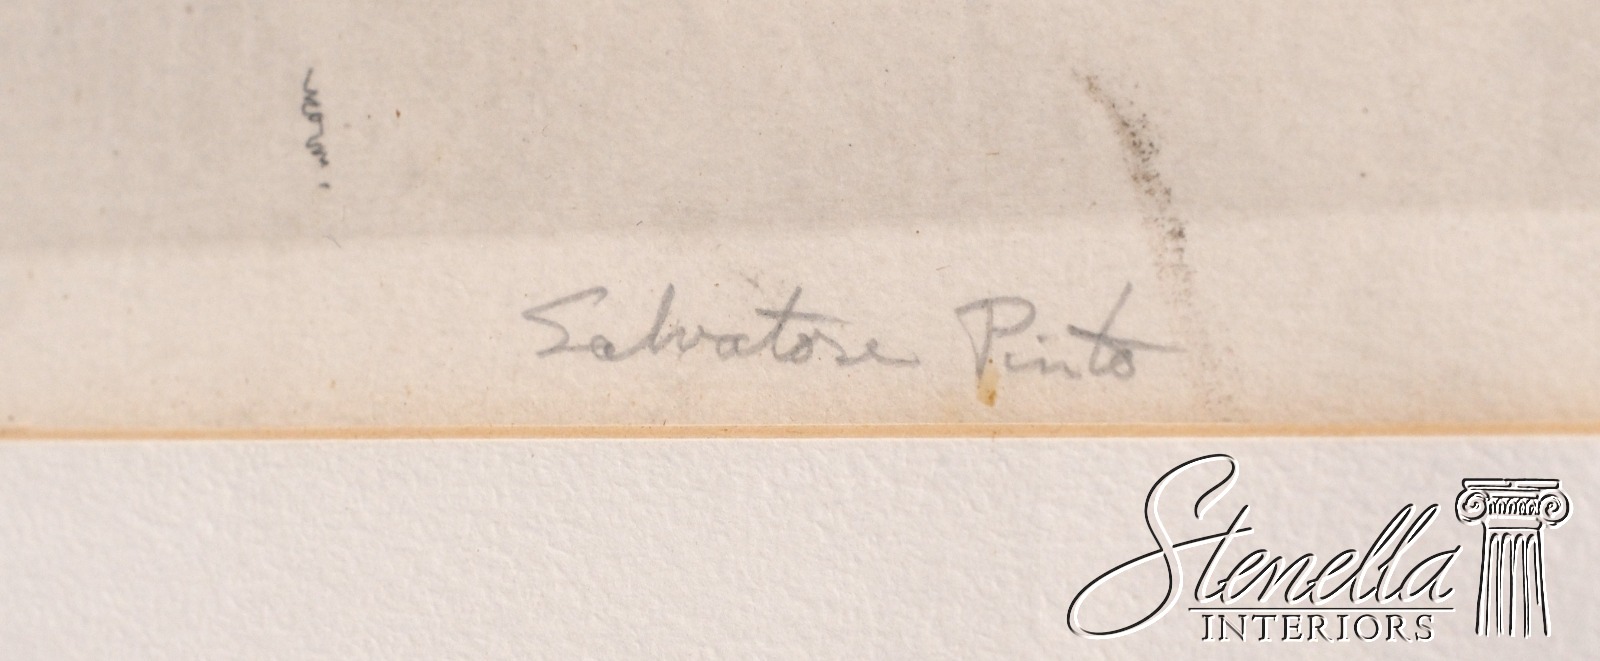 Salvatore Pinto
Stenella
INTERIORS